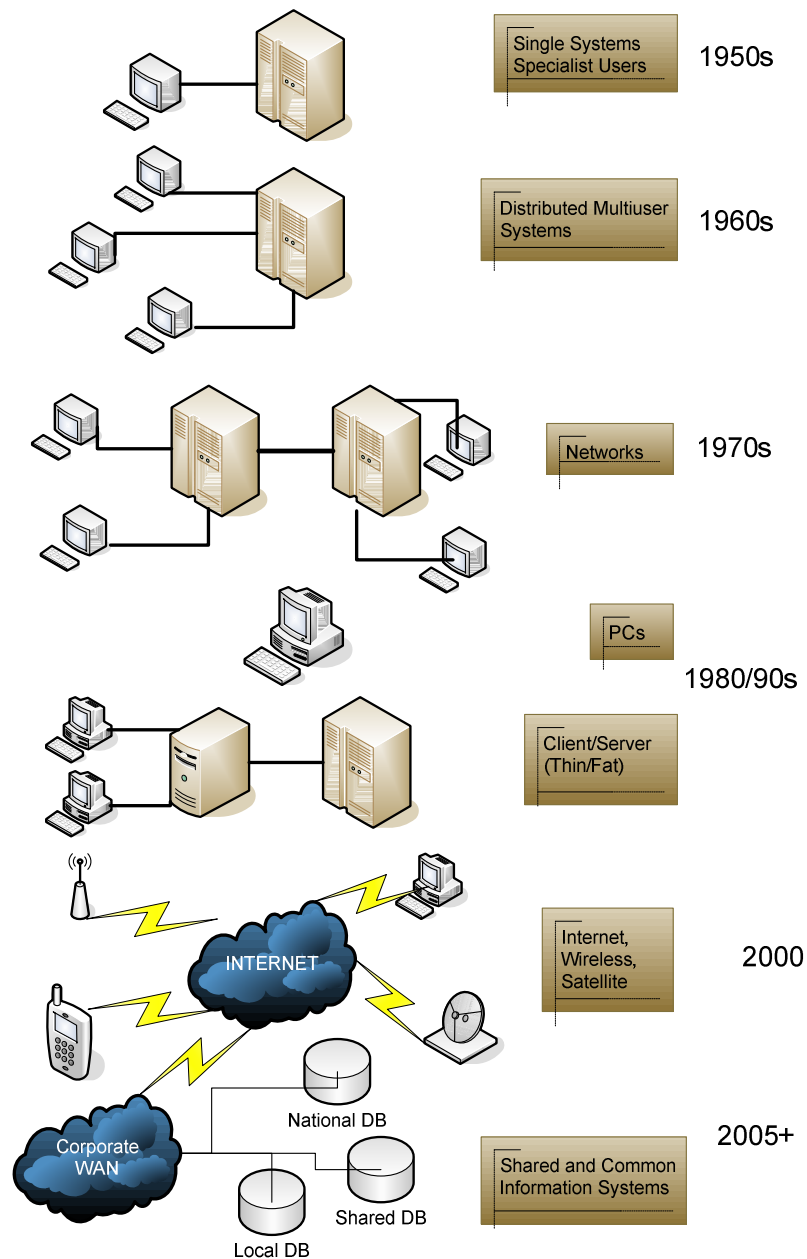 Single Systems
Specialist Users
1950s
Distributed Multiuser
Systems
1960s
Networks
1970s
PCs
1980/90s
Client/Server
(Thin/Fat)
INTERNET
Internet,
Wireless,
Satellite
2000
National DB
Corporate
WAN
Shared DB
Local DB
2005+
Shared and Common
Information Systems